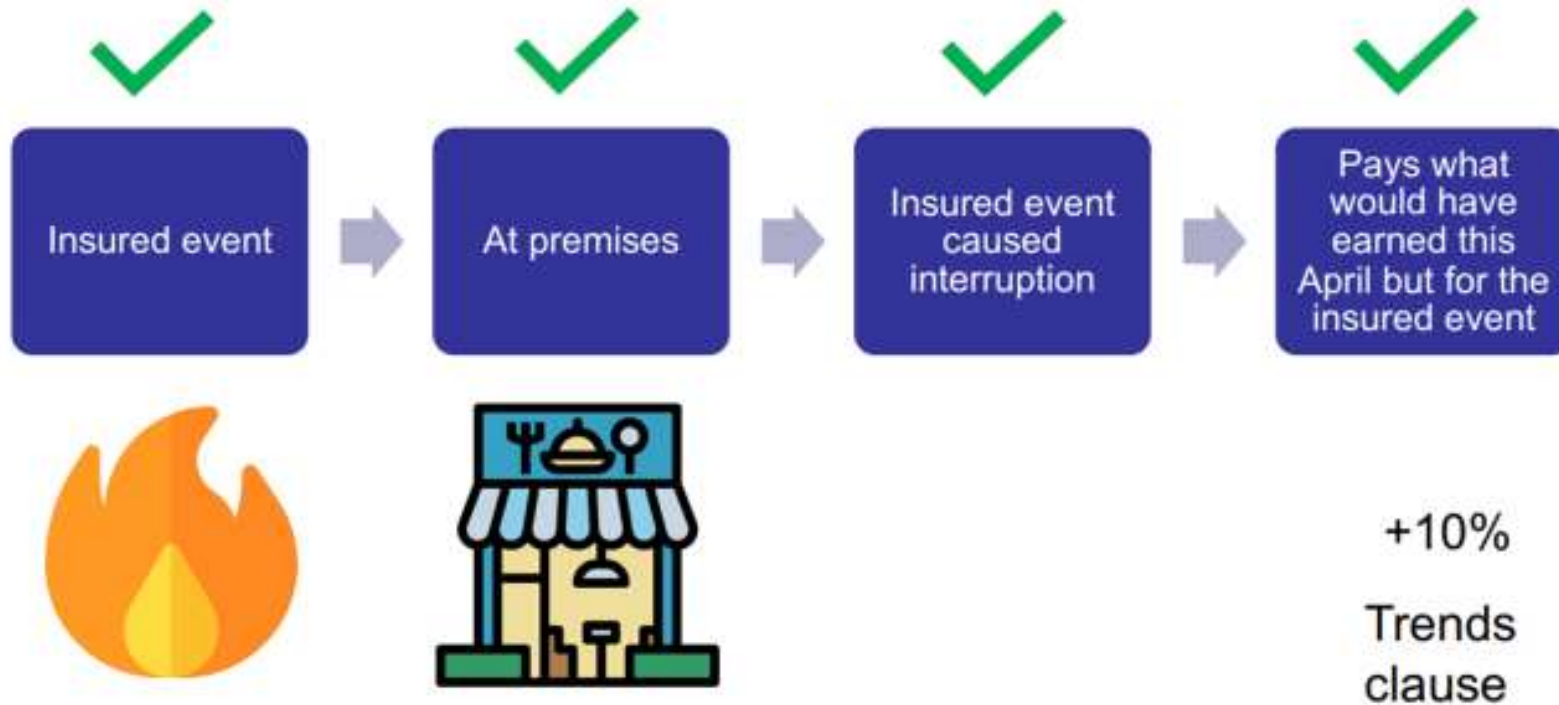 Insured event
At premises
Insured event
caused
interruption
Pays what
would have
earned this
April but for the
insured event
+10%
Trends
clause